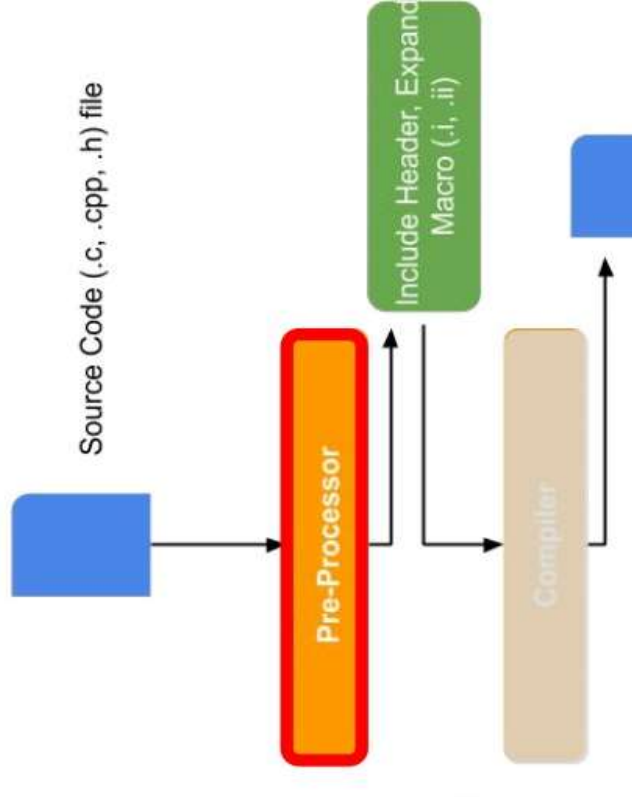 Source Code (.c, .cpp, .h) file
Pre-Processor
Include Header, Expand
Macro (.i, .ii)
Compiler